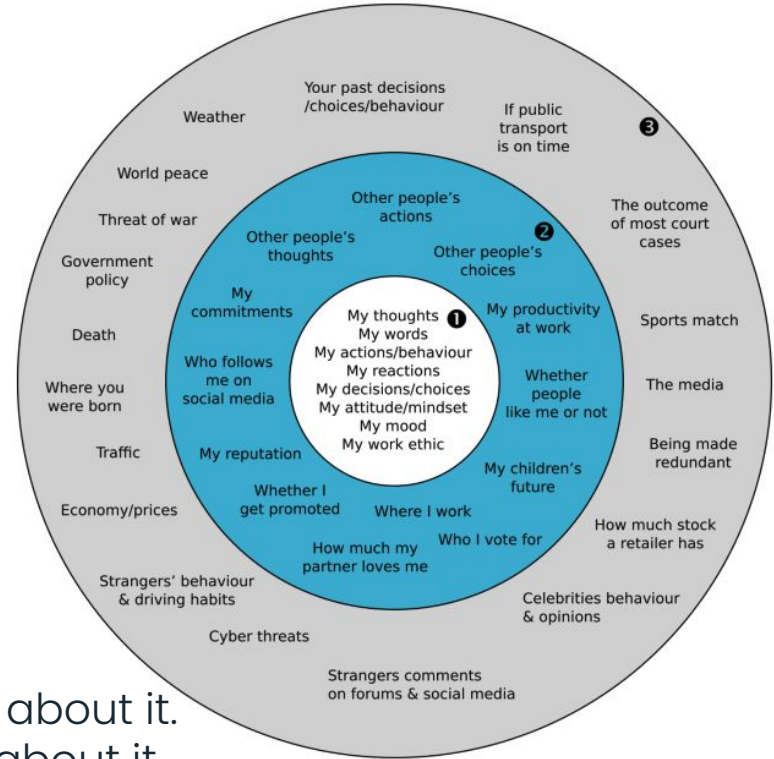 Your past decisions
/choices/behaviour
Weather
If public
transport
is on time
❸
World peace
Threat of war
The outcome
of most court
cases
Government
policy
Death
Sports match
Where you
were born
The media
Traffic
Being made
redundant
Economy/prices
How much stock
a retailer has
Strangers' behaviour
& driving habits
Celebrities behaviour
& opinions
Cyber threats
Strangers comments
on forums & social media
Other people's
actions
❷
Other people's
thoughts
Other people's
choices
My
commitments
My productivity
at work
Who follows
me on
social media
Whether
people
like me or not
My reputation
My children's
future
Whether I
get promoted
Where I work
Who I vote for
How much my
partner loves me
My thoughts ❶
My words
My actions/behaviour
My reactions
My decisions/choices
My attitude/mindset
My mood
My work ethic
about it.
about it